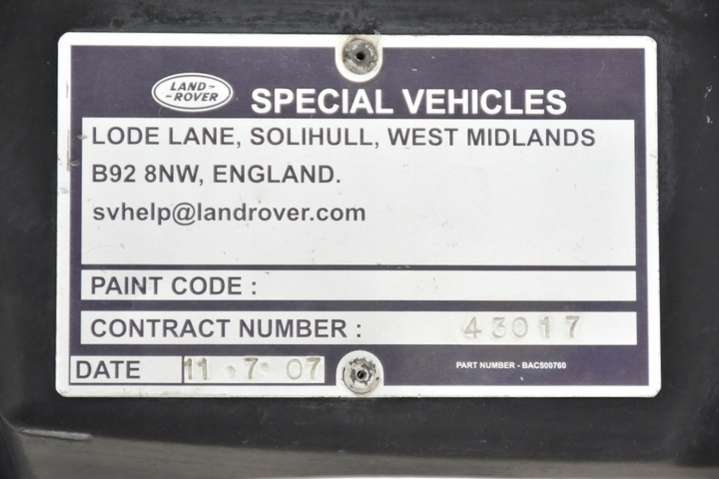 LAND-
-ROVER
SPECIAL VEHICLES
LODE LANE, SOLIHULL, WEST MIDLANDS
B92 8NW, ENGLAND.
svhelp@landrover.com
PAINT CODE :
CONTRACT NUMBER : 43017
DATE 11 . 7 . 07
PART NUMBER - BAC500760